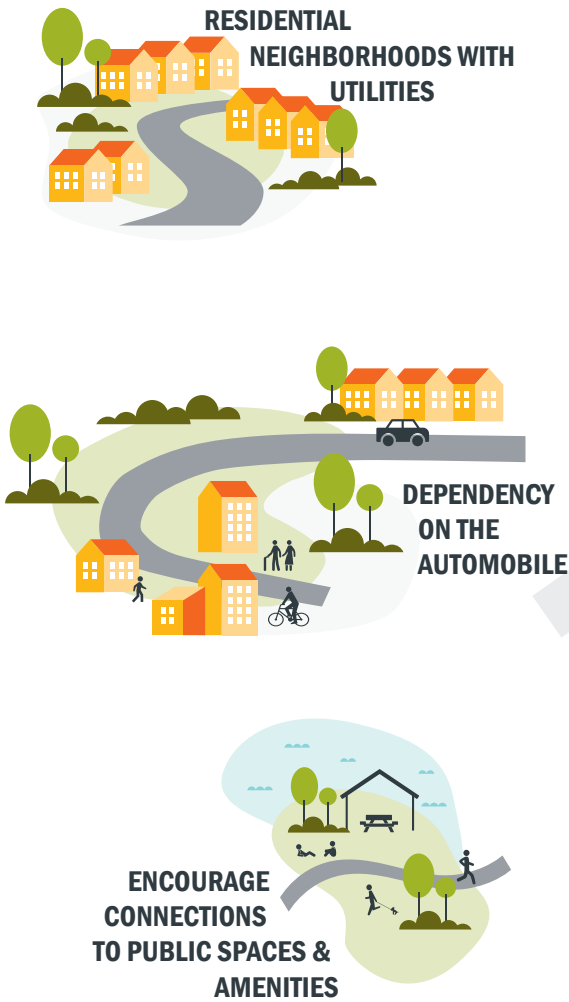 RESIDENTIAL
NEIGHBORHOODS WITH
UTILITIES
DEPENDENCY
ON THE
AUTOMOBILE
ENCOURAGE
CONNECTIONS
TO PUBLIC SPACES &
AMENITIES